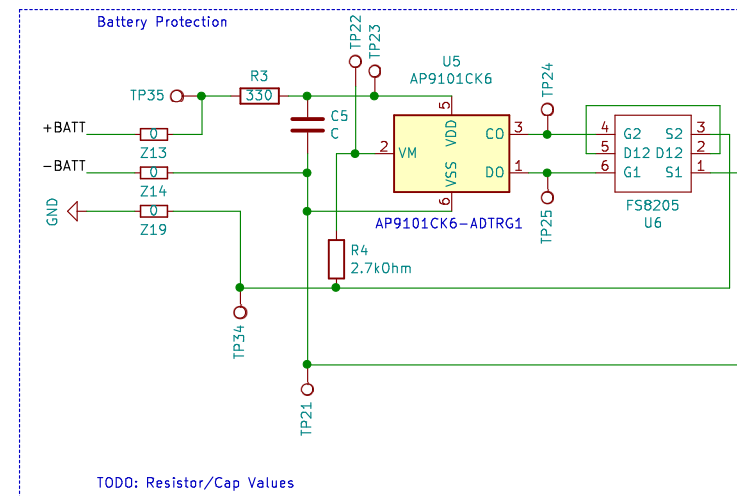 Battery Protection
TP22
TP23
U5
AP9101CK6
TP24
R3
TP35
330
C5
C
5
VDD
+BATT
0
Z13
2
VM
CO
3
4
G2
S2
3
5
D12
D12
2
-BATT
0
Z14
VSS
DO
1
6
G1
S1
1
6
GND
0
Z19
AP9101CK6-ADTRG1
TP25
FS8205
U6
R4
2.7kOhm
TP34
TP21
TODO: Resistor/Cap Values